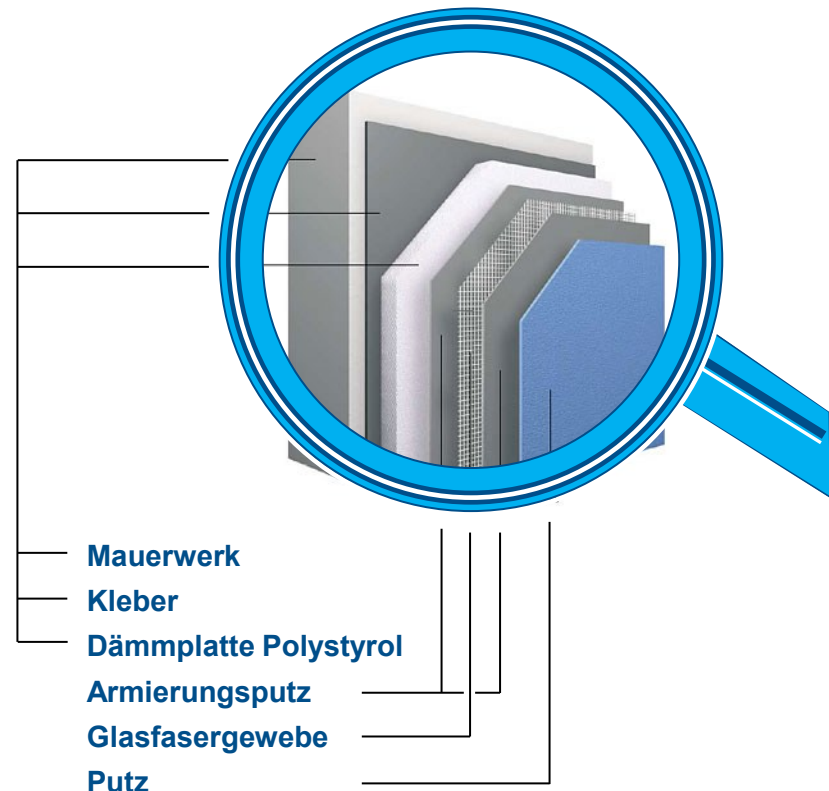 Mauerwerk
Kleber
Dämmplatte Polystyrol
Armierungsputz
Glasfasergewebe
Putz